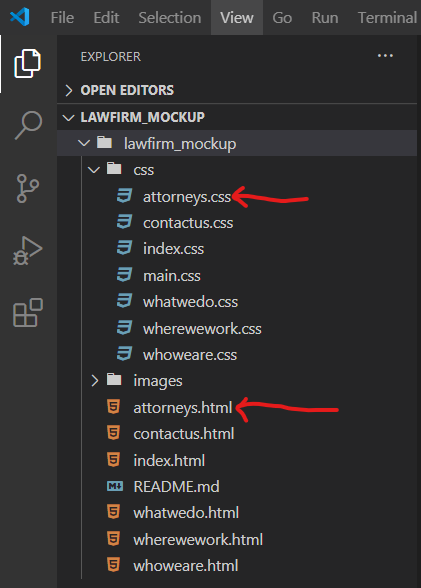 File Edit Selection View Go Run Terminal
EXPLORER ...
OPEN EDITORS
LAWFIRM_MOCKUP
lawfirm_mockup
css
attorneys.css
contactus.css
index.css
main.css
whatwedo.css
wherewework.css
whoweare.css
images
attorneys.html
contactus.html
index.html
README.md
whatwedo.html
wherewework.html
whoweare.html